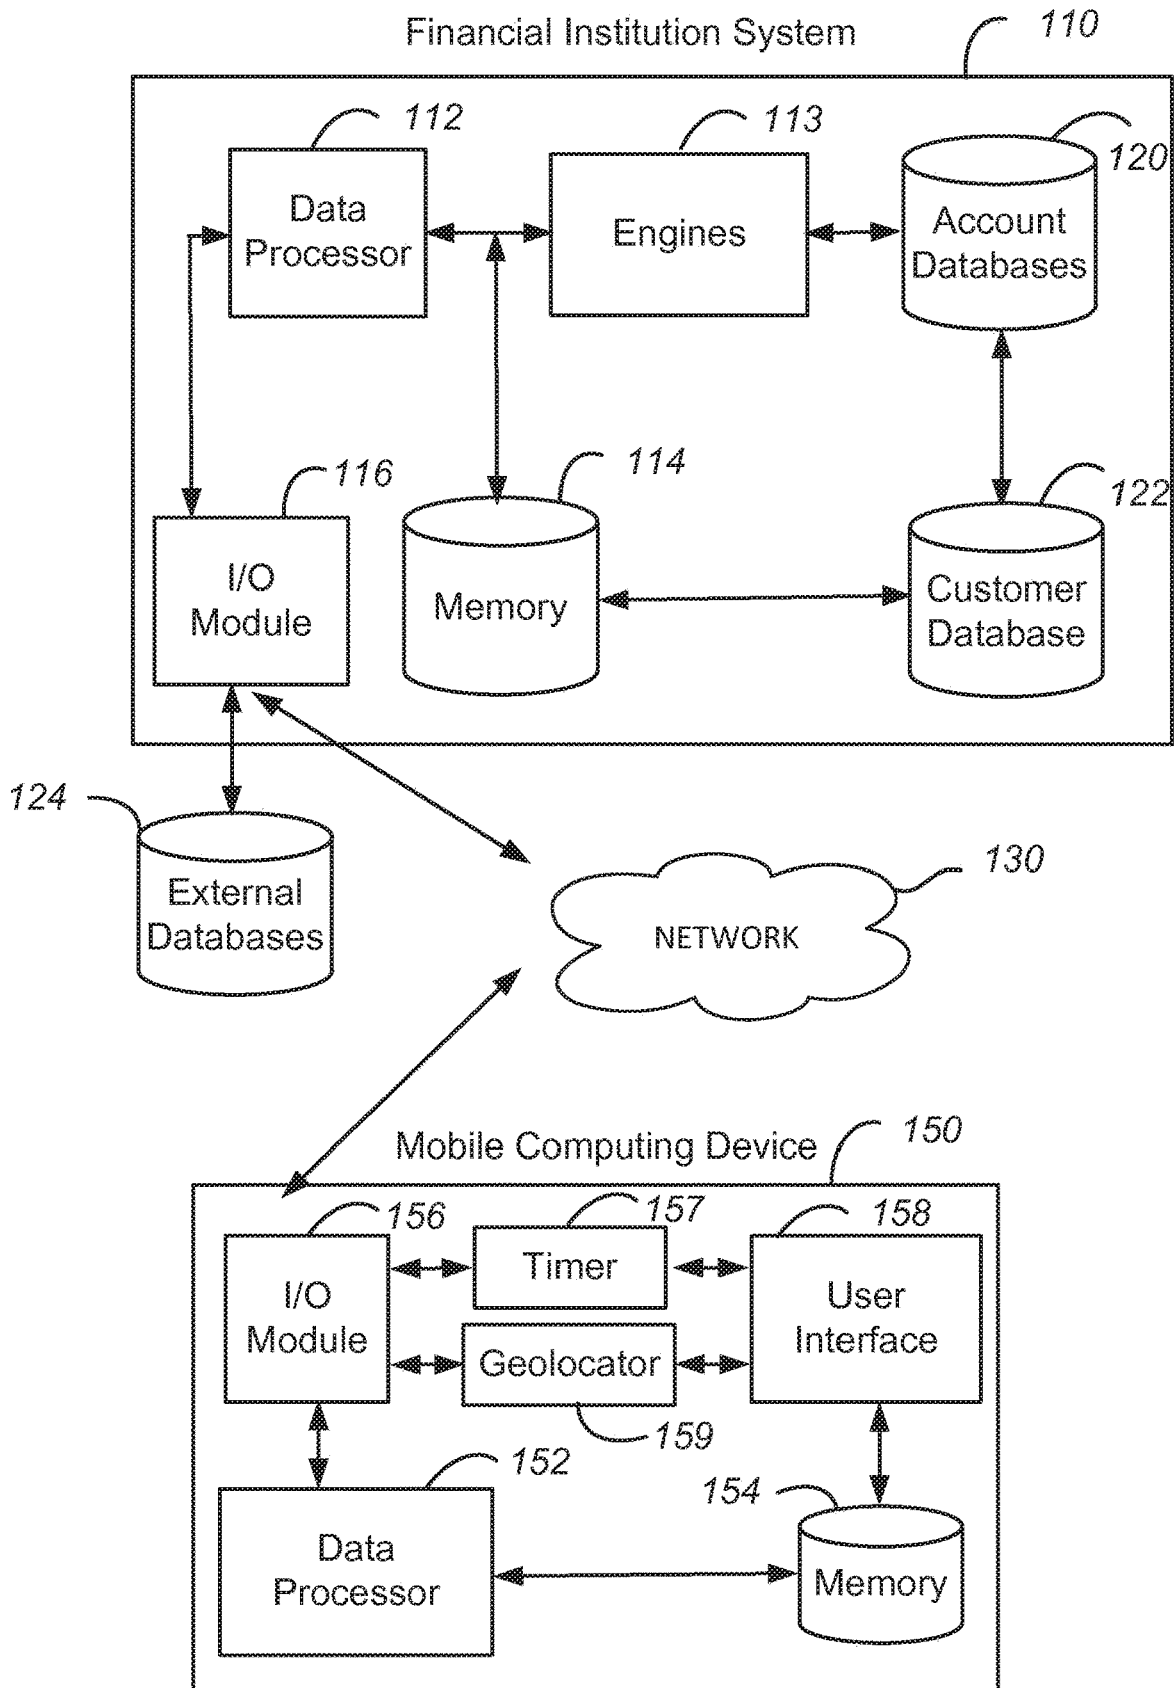 Financial Institution System
110
112
113
120
Data
Processor
Engines
Account
Databases
116
114
122
I/O
Module
Memory
Customer
Database
124
External
Databases
130
NETWORK
Mobile Computing Device
150
156
157
158
I/O
Module
Timer
User
Interface
Geolocator
159
152
154
Data
Processor
Memory